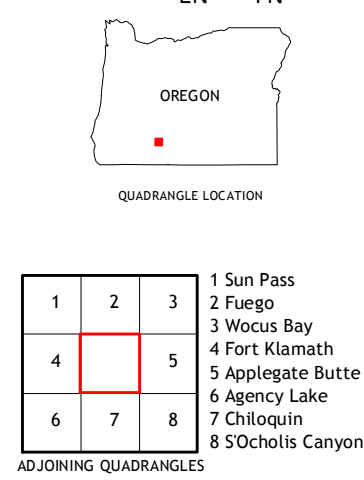 OREGON
QUADRANGLE LOCATION
1 2 3
4 5
6 7 8
1 Sun Pass
2 Fuego
3 Wocus Bay
4 Fort Klamath
5 Applegate Butte
6 Agency Lake
7 Chiloquin
8 S'Ocholis Canyon
ADJOINING QUADRANGLES